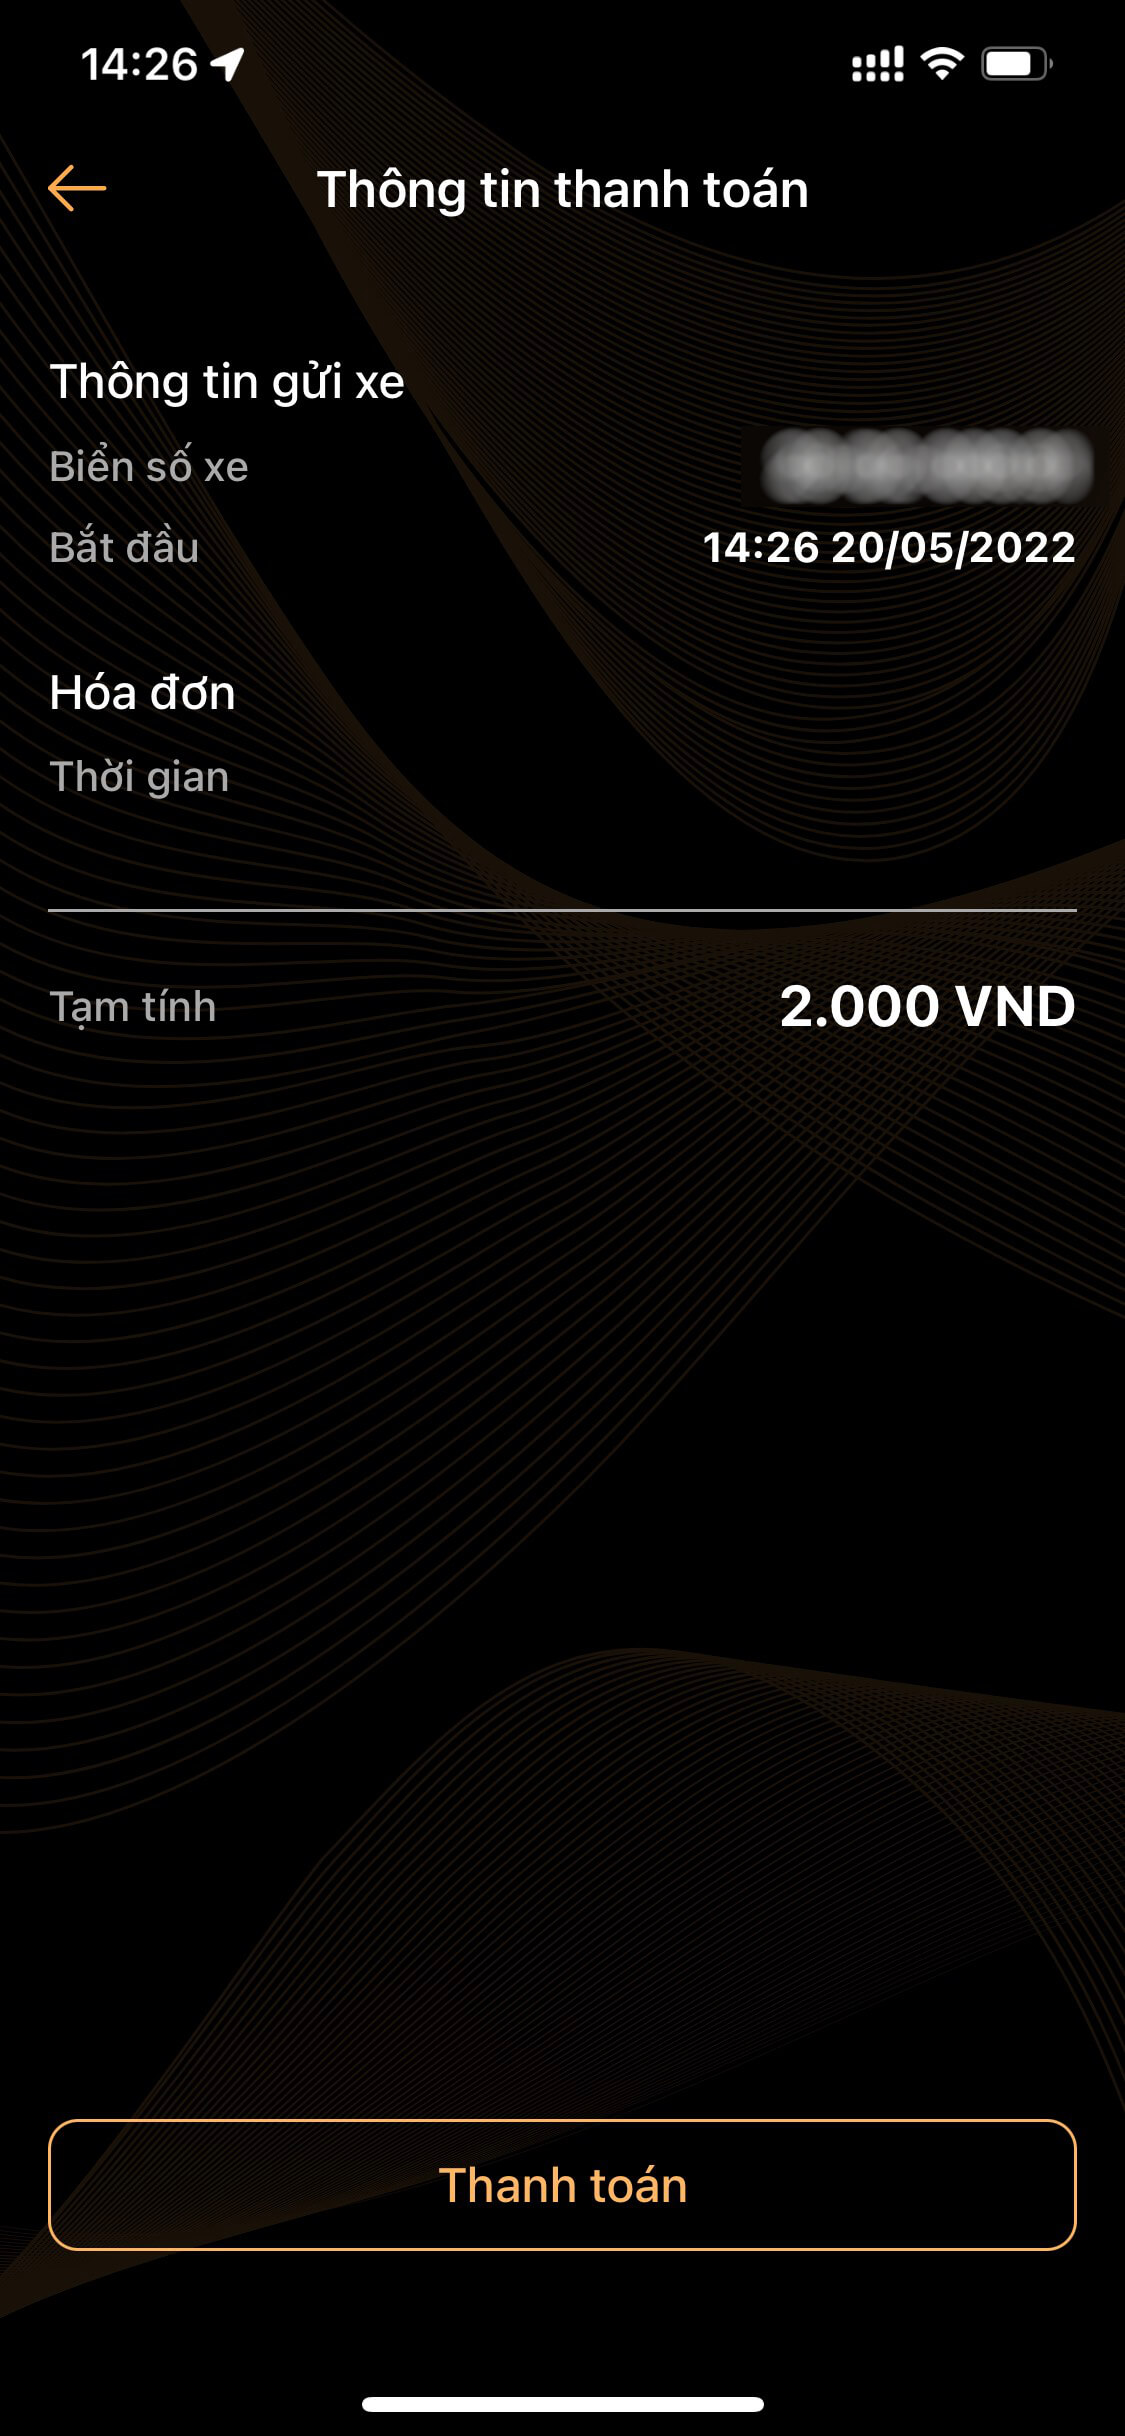 14:26
Thông tin thanh toán
Thông tin gửi xe
Biển số xe
Bắt đầu 14:26 20/05/2022
Hóa đơn
Thời gian
Tạm tính 2.000 VND
Thanh toán